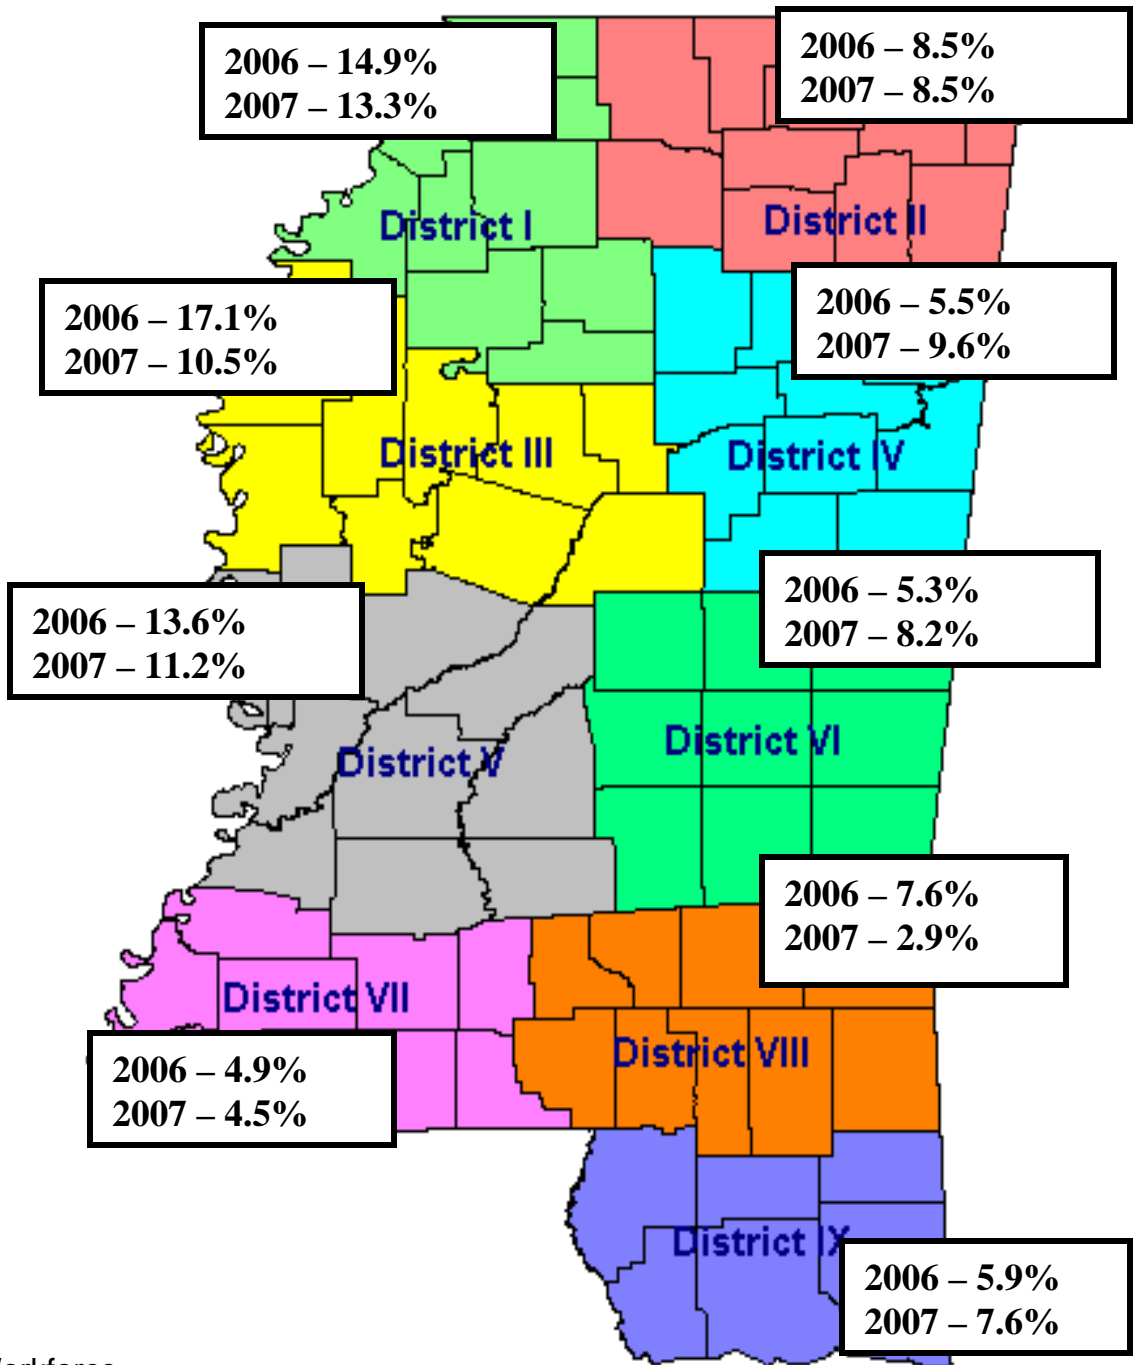 2006 – 14.9%
2007 – 13.3%
2006 – 8.5%
2007 – 8.5%
District I
District II
2006 – 17.1%
2007 – 10.5%
2006 – 5.5%
2007 – 9.6%
District III
District IV
2006 – 13.6%
2007 – 11.2%
2006 – 5.3%
2007 – 8.2%
District V
District VI
2006 – 7.6%
2007 – 2.9%
District VII
District VIII
2006 – 4.9%
2007 – 4.5%
District IX
2006 – 5.9%
2007 – 7.6%